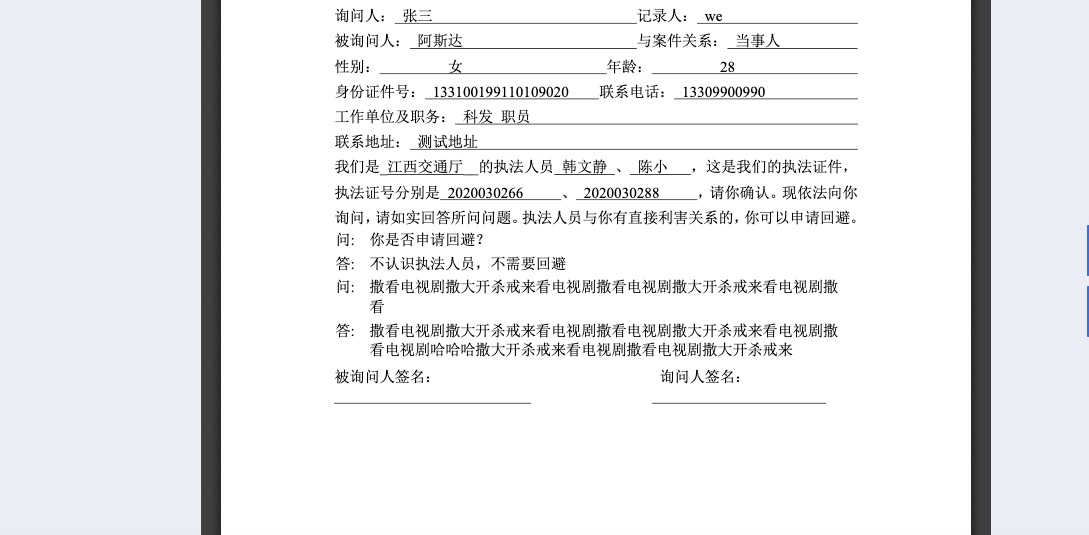 询问人： 张三 记录人： we
被询问人： 阿斯达 与案件关系： 当事人
性别： 女 年龄： 28
身份证件号： 133100199110109020 联系电话： 13309900990
工作单位及职务： 科发 职员
联系地址： 测试地址
我们是 江西交通厅 的执法人员 韩文静 、 陈小 ，这是我们的执法证件，
执法证号分别是 2020030266 、 2020030288 ，请你确认。现依法向你
询问，请如实回答所问问题。执法人员与你有直接利害关系的，你可以申请回避。
问: 你是否申请回避？
答: 不认识执法人员，不需要回避
问: 撒看电视剧撒大开杀戒来看电视剧撒看电视剧撒大开杀戒来看电视剧撒
看
答: 撒看电视剧撒大开杀戒来看电视剧撒看电视剧撒大开杀戒来看电视剧撒
看电视剧哈哈哈撒大开杀戒来看电视剧撒看电视剧撒大开杀戒来
被询问人签名： 询问人签名：